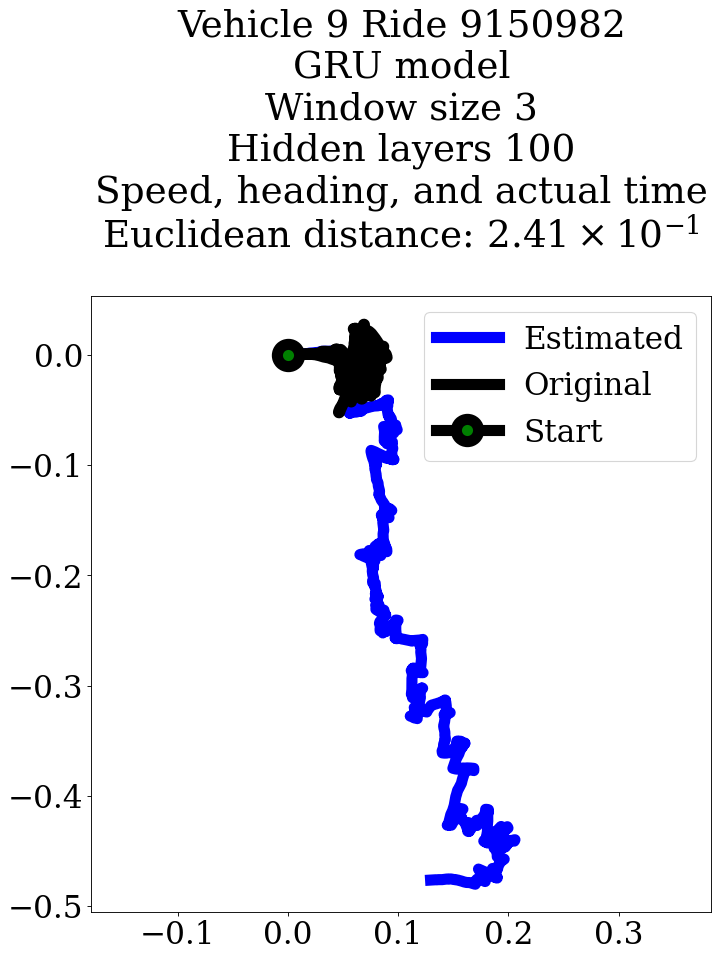 Vehicle 9 Ride 9150982
GRU model
Window size 3
Hidden layers 100
Speed, heading, and actual time
Euclidean distance: 2.41 × 10⁻¹
Estimated
Original
Start
0.0
−0.1
−0.2
−0.3
−0.4
−0.5
−0.1 0.0 0.1 0.2 0.3